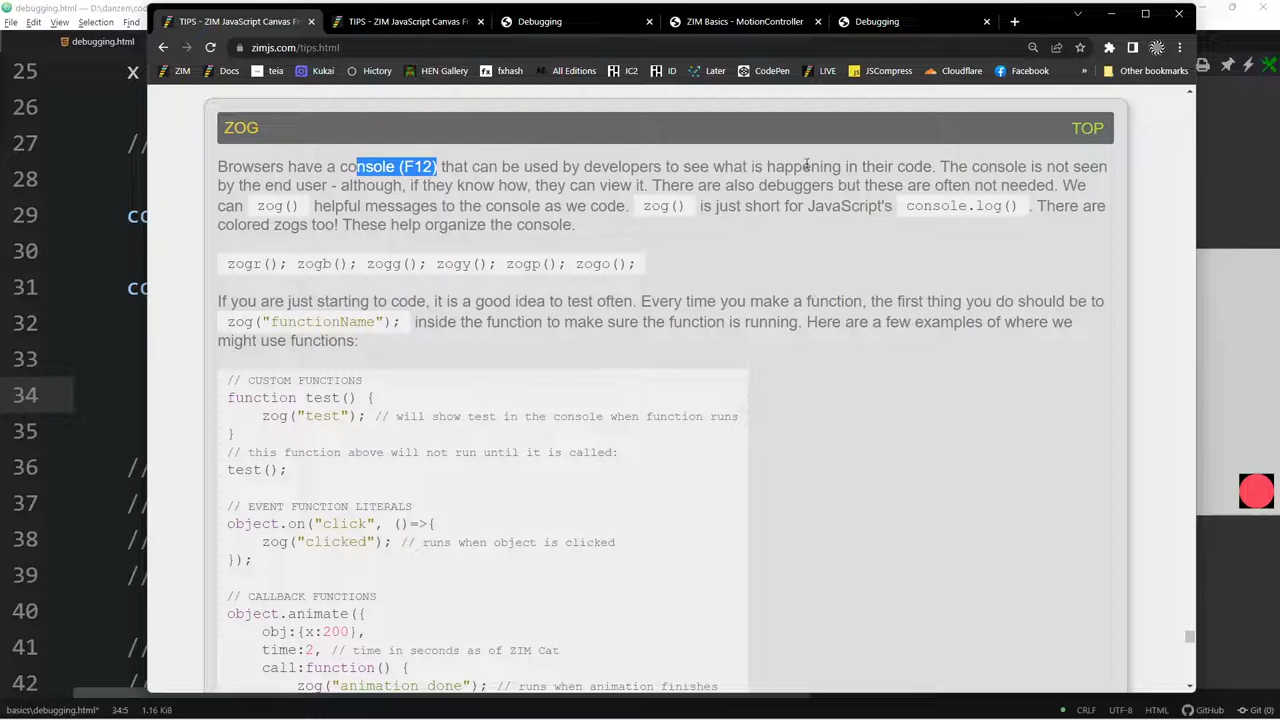 debugging.html
File Edit View Selection Find
debugging.html
TIPS - ZIM JavaScript Canvas F
TIPS - ZIM JavaScript Canvas Fr
Debugging
ZIM Basics - MotionController
Debugging
zimjs.com/tips.html
ZIM Docs teia Kukai Hictory HEN Gallery fxhash All Editions IC2 ID Later CodePen LIVE JSCompress Cloudflare Facebook » Other bookmarks
ZOG TOP
Browsers have a console (F12) that can be used by developers to see what is happening in their code. The console is not seen
by the end user - although, if they know how, they can view it. There are also debuggers but these are often not needed. We
can zog() helpful messages to the console as we code. zog() is just short for JavaScript's console.log() . There are
colored zogs too! These help organize the console.
zogr(); zogb(); zogg(); zogy(); zogp(); zogo();
If you are just starting to code, it is a good idea to test often. Every time you make a function, the first thing you do should be to
zog("functionName"); inside the function to make sure the function is running. Here are a few examples of where we
might use functions:
// CUSTOM FUNCTIONS
function test() {
zog("test"); // will show test in the console when function runs
}
// this function above will not run until it is called:
test();
// EVENT FUNCTION LITERALS
object.on("click", ()=>{
zog("clicked"); // runs when object is clicked
});
// CALLBACK FUNCTIONS
object.animate({
obj:{x:200},
time:2, // time in seconds as of ZIM Cat
call:function() {
zog("animation done"); // runs when animation finishes
25 x
26
27 //
28
29 co
30
31 co
32
33
34
35
36 //
37 //
38 //
39 //
40
41 //
42 //
basics\debugging.html* 34:5 1.16 KiB CRLF UTF-8 HTML GitHub Git (0)